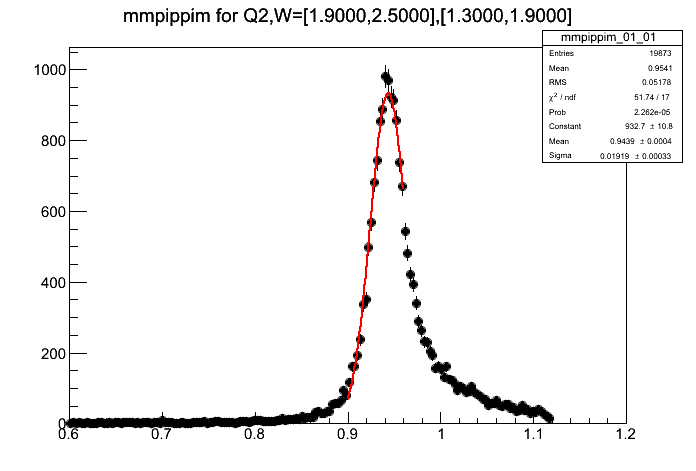 mmpippim for Q2,W=[1.9000,2.5000],[1.3000,1.9000]
mmpippim_01_01
Entries 19873
Mean 0.9541
RMS 0.05178
χ² / ndf 51.74 / 17
Prob 2.262e-05
Constant 932.7 ± 10.8
Mean 0.9439 ± 0.0004
Sigma 0.01919 ± 0.00033
1000
800
600
400
200
0
0.6 0.7 0.8 0.9 1 1.1 1.2